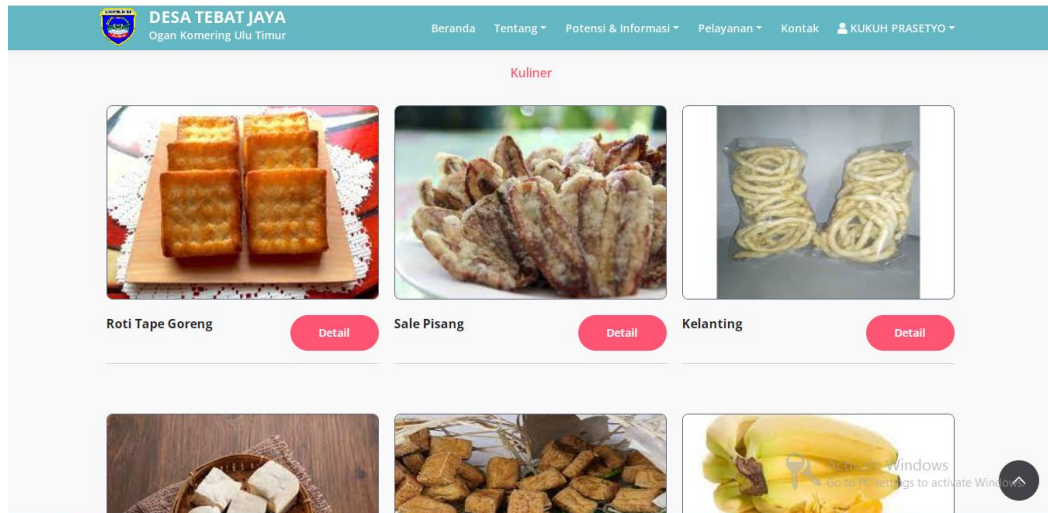 DESA TEBAT JAYA
Ogan Komering Ulu Timur
Beranda Tentang Potensi & Informasi Pelayanan Kontak KUKUH PRASETYO
Kuliner
Roti Tape Goreng
Detail
Sale Pisang
Detail
Kelanting
Detail
Activate Windows
Go to PC settings to activate Windows.